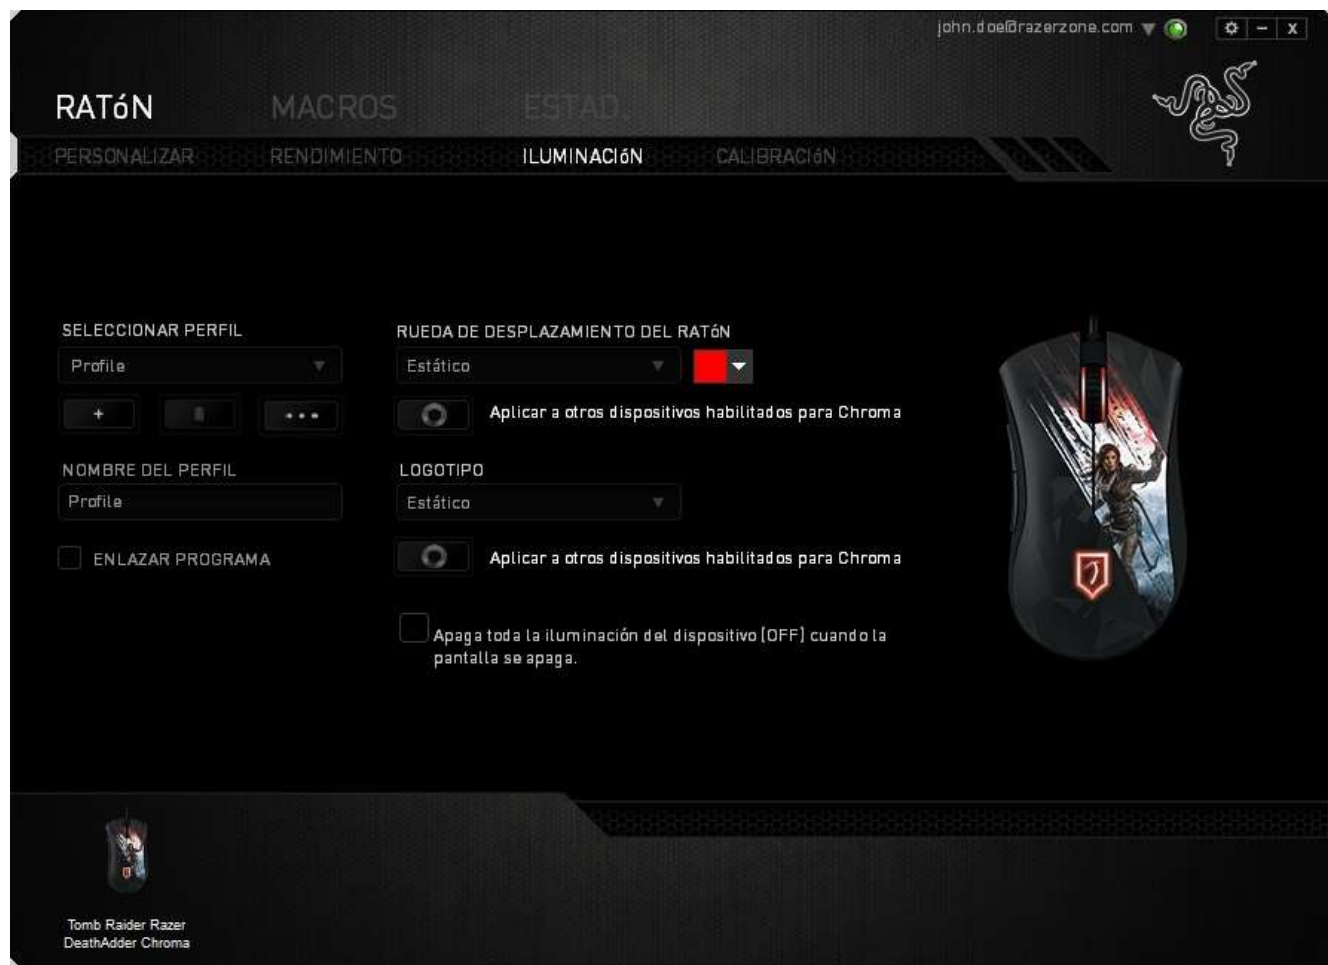 john.doe@razerzone.com
RATóN MACROS ESTAD.
PERSONALIZAR RENDIMIENTO ILUMINACIóN CALIBRACIóN
SELECCIONAR PERFIL
Profile
NOMBRE DEL PERFIL
Profile
ENLAZAR PROGRAMA
RUEDA DE DESPLAZAMIENTO DEL RATóN
Estático
Aplicar a otros dispositivos habilitados para Chroma
LOGOTIPO
Estático
Aplicar a otros dispositivos habilitados para Chroma
Apaga toda la iluminación del dispositivo (OFF) cuando la
pantalla se apaga.
Tomb Raider Razer
DeathAdder Chroma